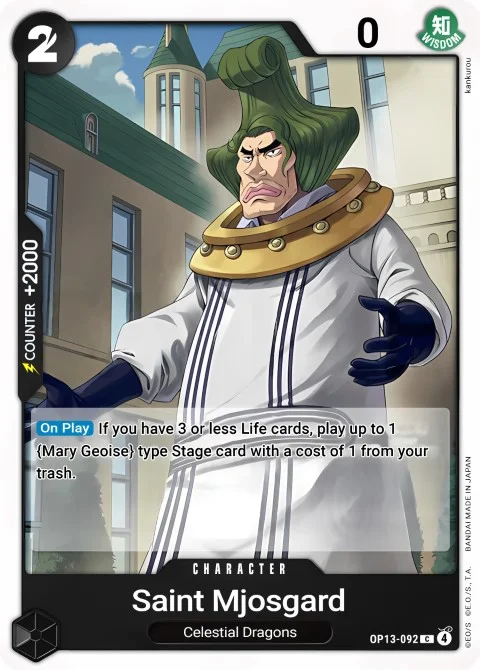 2
0
知
WISDOM
kankurou
COUNTER +2000
On Play If you have 3 or less Life cards, play up to 1
{Mary Geoise} type Stage card with a cost of 1 from your
trash.
©E.O/S ©E.O./S., T.A. BANDAI MADE IN JAPAN
CHARACTER
Saint Mjosgard
Celestial Dragons
OP13-092 C 4